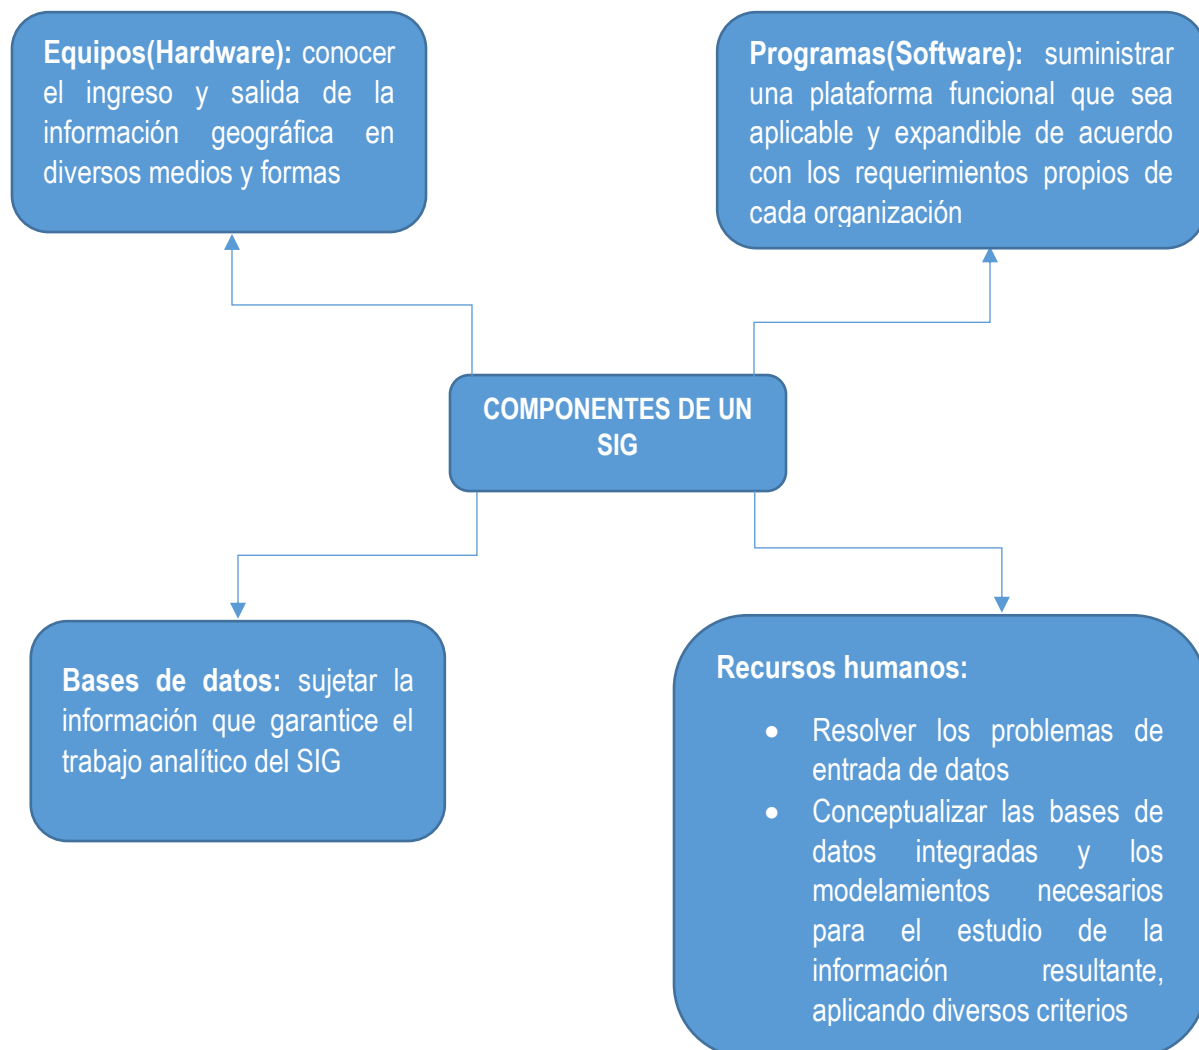 Equipos(Hardware): conocer
el ingreso y salida de la
información geográfica en
diversos medios y formas
Programas(Software): suministrar
una plataforma funcional que sea
aplicable y expandible de acuerdo
con los requerimientos propios de
cada organización
COMPONENTES DE UN
SIG
Bases de datos: sujetar la
información que garantice el
trabajo analítico del SIG
Recursos humanos:
• Resolver los problemas de
entrada de datos
• Conceptualizar las bases de
datos integradas y los
modelamientos necesarios
para el estudio de la
información resultante,
aplicando diversos criterios